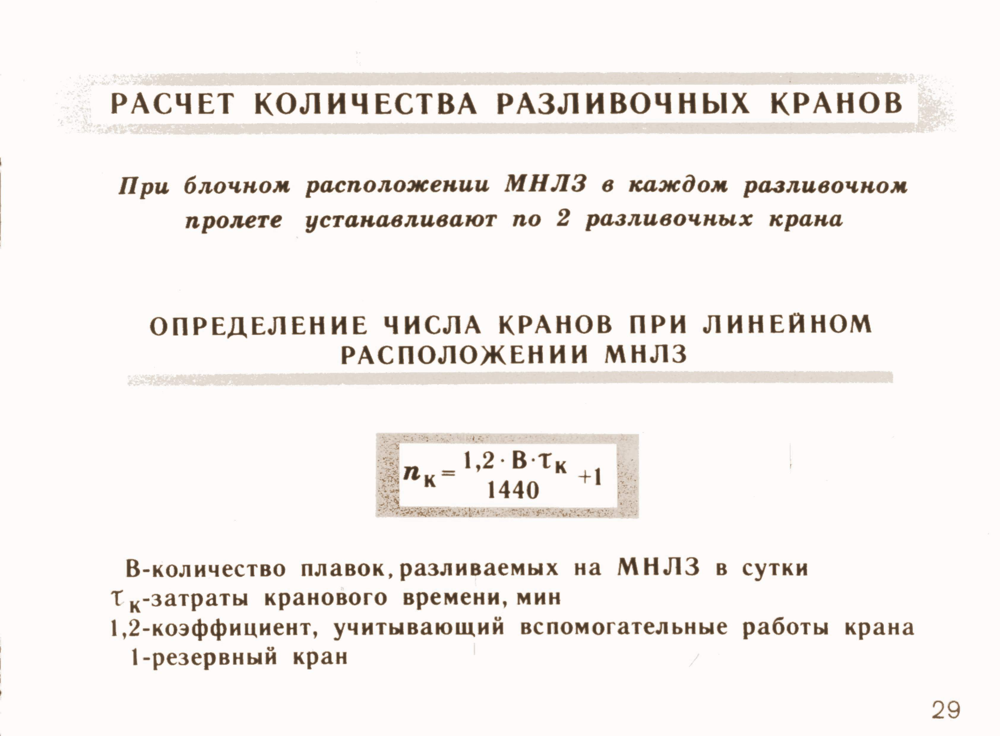 РАСЧЕТ КОЛИЧЕСТВА РАЗЛИВОЧНЫХ КРАНОВ
При блочном расположении МНЛЗ в каждом разливочном
пролете устанавливают по 2 разливочных крана
ОПРЕДЕЛЕНИЕ ЧИСЛА КРАНОВ ПРИ ЛИНЕЙНОМ
РАСПОЛОЖЕНИИ МНЛЗ
1,2 · В · τк
nк = +1
1440
В-количество плавок, разливаемых на МНЛЗ в сутки
τк-затраты кранового времени, мин
1,2-коэффициент, учитывающий вспомогательные работы крана
1-резервный кран
29